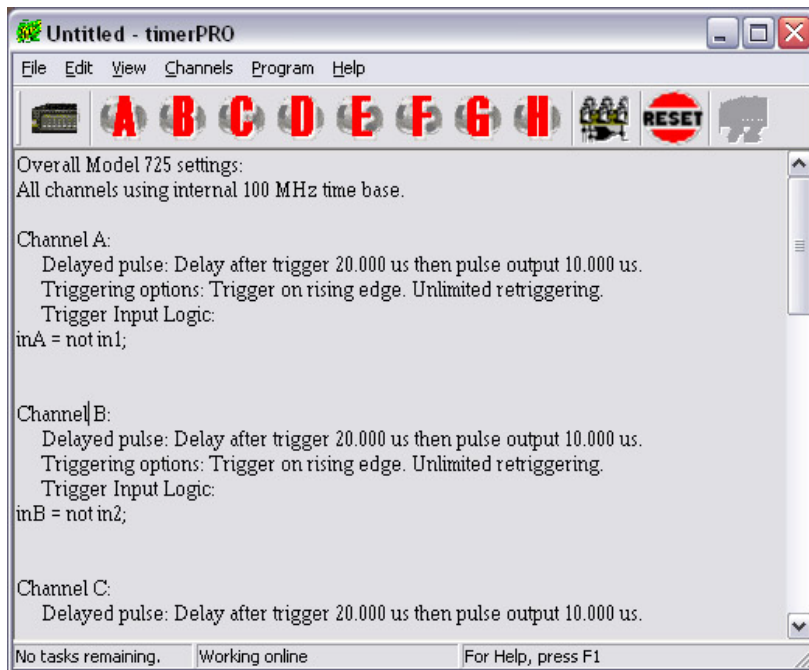 Untitled - timerPRO
File Edit View Channels Program Help
A B C D E F G H RESET
Overall Model 725 settings:
All channels using internal 100 MHz time base.
Channel A:
Delayed pulse: Delay after trigger 20.000 us then pulse output 10.000 us.
Triggering options: Trigger on rising edge. Unlimited retriggering.
Trigger Input Logic:
inA = not in1;
Channel B:
Delayed pulse: Delay after trigger 20.000 us then pulse output 10.000 us.
Triggering options: Trigger on rising edge. Unlimited retriggering.
Trigger Input Logic:
inB = not in2;
Channel C:
Delayed pulse: Delay after trigger 20.000 us then pulse output 10.000 us.
No tasks remaining. Working online For Help, press F1